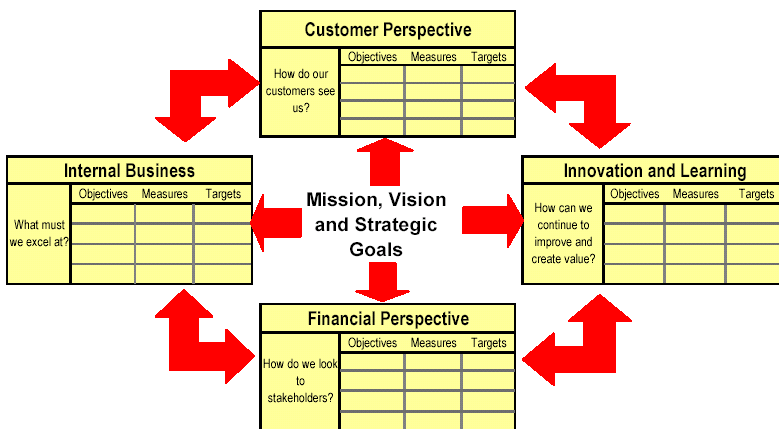 Customer Perspective
Objectives Measures Targets
How do our
customers see
us?
Internal Business
Objectives Measures Targets
What must
we excel at?
Mission, Vision
and Strategic
Goals
Innovation and Learning
Objectives Measures Targets
How can we
continue to
improve and
create value?
Financial Perspective
Objectives Measures Targets
How do we look
to
stakeholders?